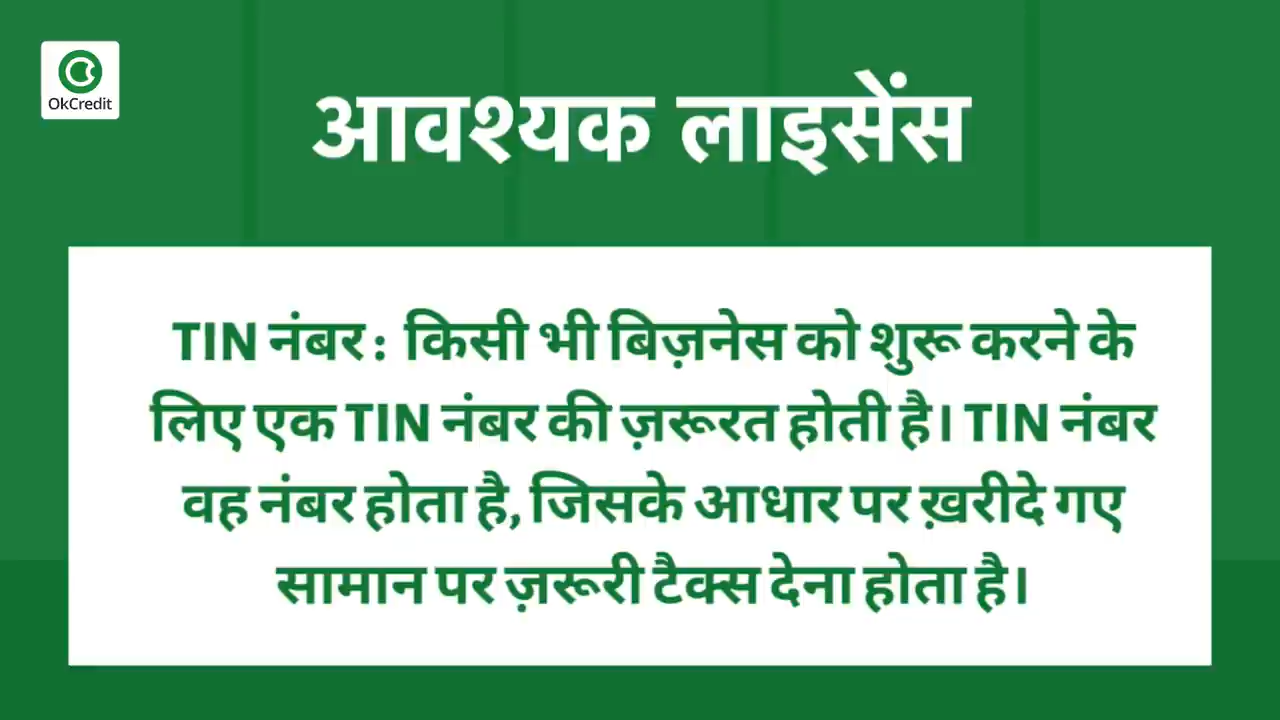 OkCredit
आवश्यक लाइसेंस
TIN नंबर : किसी भी बिज़नेस को शुरू करने के
लिए एक TIN नंबर की ज़रूरत होती है। TIN नंबर
वह नंबर होता है, जिसके आधार पर ख़रीदे गए
सामान पर ज़रूरी टैक्स देना होता है।